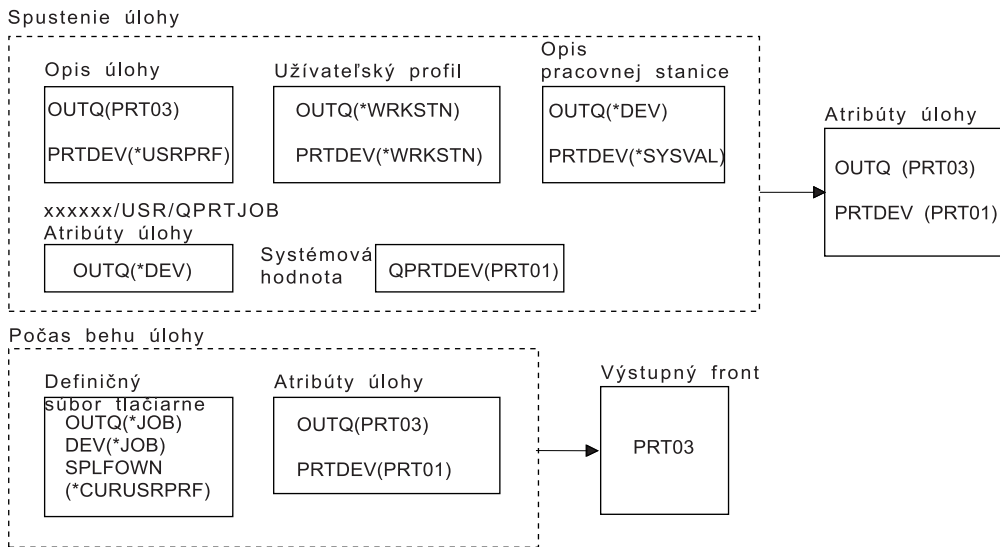 Spustenie úlohy
Opis úlohy
OUTQ(PRT03)
PRTDEV(*USRPRF)
Užívateľský profil
OUTQ(*WRKSTN)
PRTDEV(*WRKSTN)
Opis
pracovnej stanice
OUTQ(*DEV)
PRTDEV(*SYSVAL)
xxxxxx/USR/QPRTJOB
Atribúty úlohy
OUTQ(*DEV)
Systémová
hodnota
QPRTDEV(PRT01)
Atribúty úlohy
OUTQ (PRT03)
PRTDEV (PRT01)
Počas behu úlohy
Definičný
súbor tlačiarne
OUTQ(*JOB)
DEV(*JOB)
SPLFOWN
(*CURUSRPRF)
Atribúty úlohy
OUTQ(PRT03)
PRTDEV(PRT01)
Výstupný front
PRT03